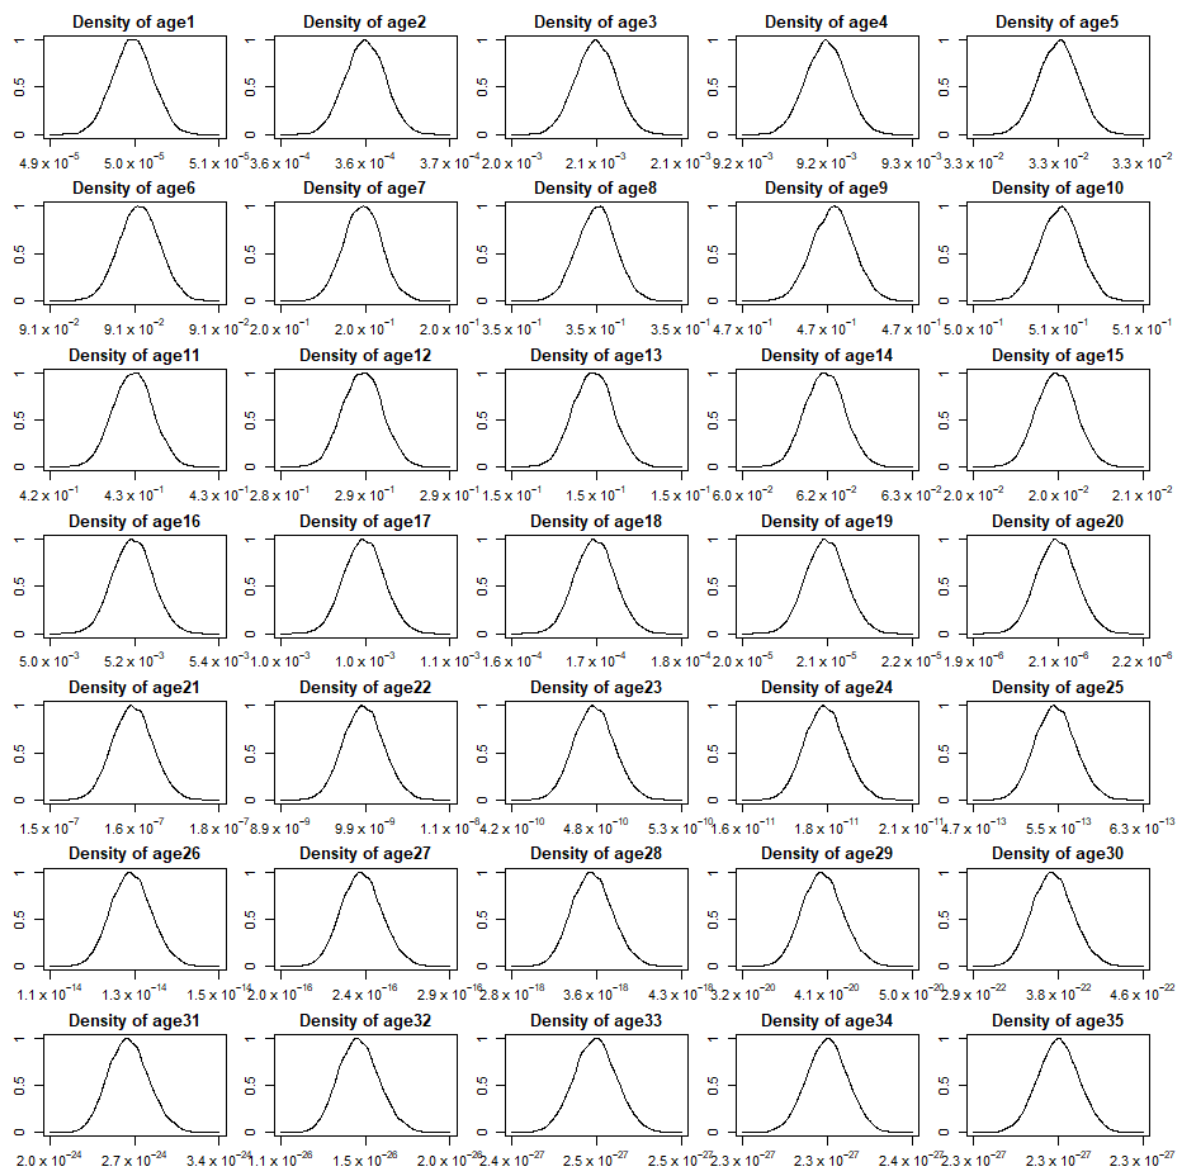 Density of age1 Density of age2 Density of age3 Density of age4 Density of age5
1 0.5 0
4.9 x 10⁻⁵ 5.0 x 10⁻⁵ 5.1 x 10⁻⁵ 3.6 x 10⁻⁴ 3.6 x 10⁻⁴ 3.7 x 10⁻⁴ 2.0 x 10⁻³ 2.1 x 10⁻³ 2.1 x 10⁻³ 9.2 x 10⁻³ 9.2 x 10⁻³ 9.3 x 10⁻³ 3.3 x 10⁻² 3.3 x 10⁻² 3.3 x 10⁻²
Density of age6 Density of age7 Density of age8 Density of age9 Density of age10
1 0.5 0
9.1 x 10⁻² 9.1 x 10⁻² 9.1 x 10⁻² 2.0 x 10⁻¹ 2.0 x 10⁻¹ 2.0 x 10⁻¹ 3.5 x 10⁻¹ 3.5 x 10⁻¹ 3.5 x 10⁻¹ 4.7 x 10⁻¹ 4.7 x 10⁻¹ 4.7 x 10⁻¹ 5.0 x 10⁻¹ 5.1 x 10⁻¹ 5.1 x 10⁻¹
Density of age11 Density of age12 Density of age13 Density of age14 Density of age15
1 0.5 0
4.2 x 10⁻¹ 4.3 x 10⁻¹ 4.3 x 10⁻¹ 2.8 x 10⁻¹ 2.9 x 10⁻¹ 2.9 x 10⁻¹ 1.5 x 10⁻¹ 1.5 x 10⁻¹ 1.5 x 10⁻¹ 6.0 x 10⁻² 6.2 x 10⁻² 6.3 x 10⁻² 2.0 x 10⁻² 2.0 x 10⁻² 2.1 x 10⁻²
Density of age16 Density of age17 Density of age18 Density of age19 Density of age20
1 0.5 0
5.0 x 10⁻³ 5.2 x 10⁻³ 5.4 x 10⁻³ 1.0 x 10⁻³ 1.0 x 10⁻³ 1.1 x 10⁻³ 1.6 x 10⁻⁴ 1.7 x 10⁻⁴ 1.8 x 10⁻⁴ 2.0 x 10⁻⁵ 2.1 x 10⁻⁵ 2.2 x 10⁻⁵ 1.9 x 10⁻⁶ 2.1 x 10⁻⁶ 2.2 x 10⁻⁶
Density of age21 Density of age22 Density of age23 Density of age24 Density of age25
1 0.5 0
1.5 x 10⁻⁷ 1.6 x 10⁻⁷ 1.8 x 10⁻⁷ 8.9 x 10⁻⁹ 9.9 x 10⁻⁹ 1.1 x 10⁻⁸ 4.2 x 10⁻¹⁰ 4.8 x 10⁻¹⁰ 5.3 x 10⁻¹⁰ 1.6 x 10⁻¹¹ 1.8 x 10⁻¹¹ 2.1 x 10⁻¹¹ 4.7 x 10⁻¹³ 5.5 x 10⁻¹³ 6.3 x 10⁻¹³
Density of age26 Density of age27 Density of age28 Density of age29 Density of age30
1 0.5 0
1.1 x 10⁻¹⁴ 1.3 x 10⁻¹⁴ 1.5 x 10⁻¹⁴ 2.0 x 10⁻¹⁶ 2.4 x 10⁻¹⁶ 2.9 x 10⁻¹⁶ 2.8 x 10⁻¹⁸ 3.6 x 10⁻¹⁸ 4.3 x 10⁻¹⁸ 3.2 x 10⁻²⁰ 4.1 x 10⁻²⁰ 5.0 x 10⁻²⁰ 2.9 x 10⁻²² 3.8 x 10⁻²² 4.6 x 10⁻²²
Density of age31 Density of age32 Density of age33 Density of age34 Density of age35
1 0.5 0
2.0 x 10⁻²⁴ 2.7 x 10⁻²⁴ 3.4 x 10⁻²⁴ 1.1 x 10⁻²⁶ 1.5 x 10⁻²⁶ 2.0 x 10⁻²⁶ 2.4 x 10⁻²⁷ 2.5 x 10⁻²⁷ 2.5 x 10⁻²⁷ 2.3 x 10⁻²⁷ 2.3 x 10⁻²⁷ 2.4 x 10⁻²⁷ 2.3 x 10⁻²⁷ 2.3 x 10⁻²⁷ 2.3 x 10⁻²⁷